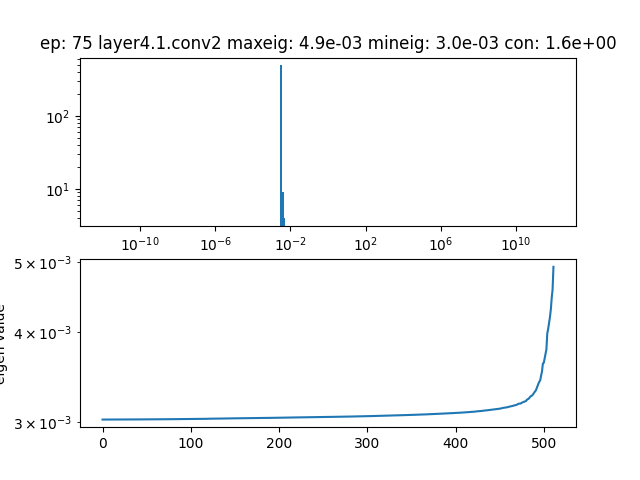 ep: 75 layer4.1.conv2 maxeig: 4.9e-03 mineig: 3.0e-03 con: 1.6e+00
10²
10¹
10⁻¹⁰ 10⁻⁶ 10⁻² 10² 10⁶ 10¹⁰
5 × 10⁻³
4 × 10⁻³
3 × 10⁻³
eigen value
0 100 200 300 400 500